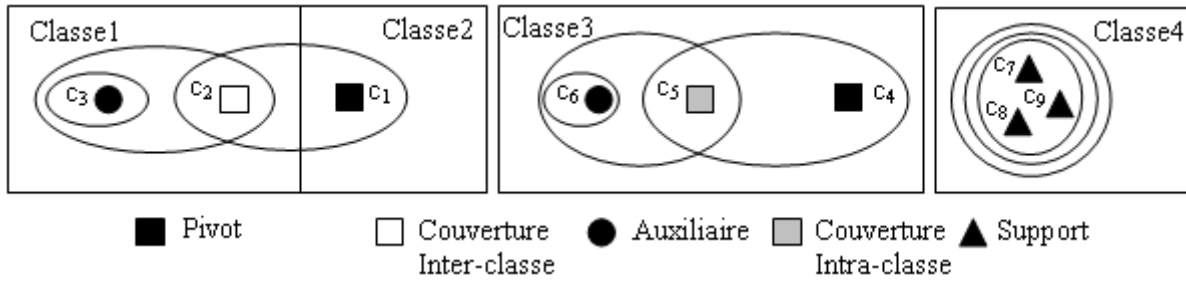 Classe1 Classe2 Classe3 Classe4
C3 C2 C1 C6 C5 C4 C7
C8 C9
Pivot Couverture Auxiliaire Couverture Support
Inter-classe Intra-classe